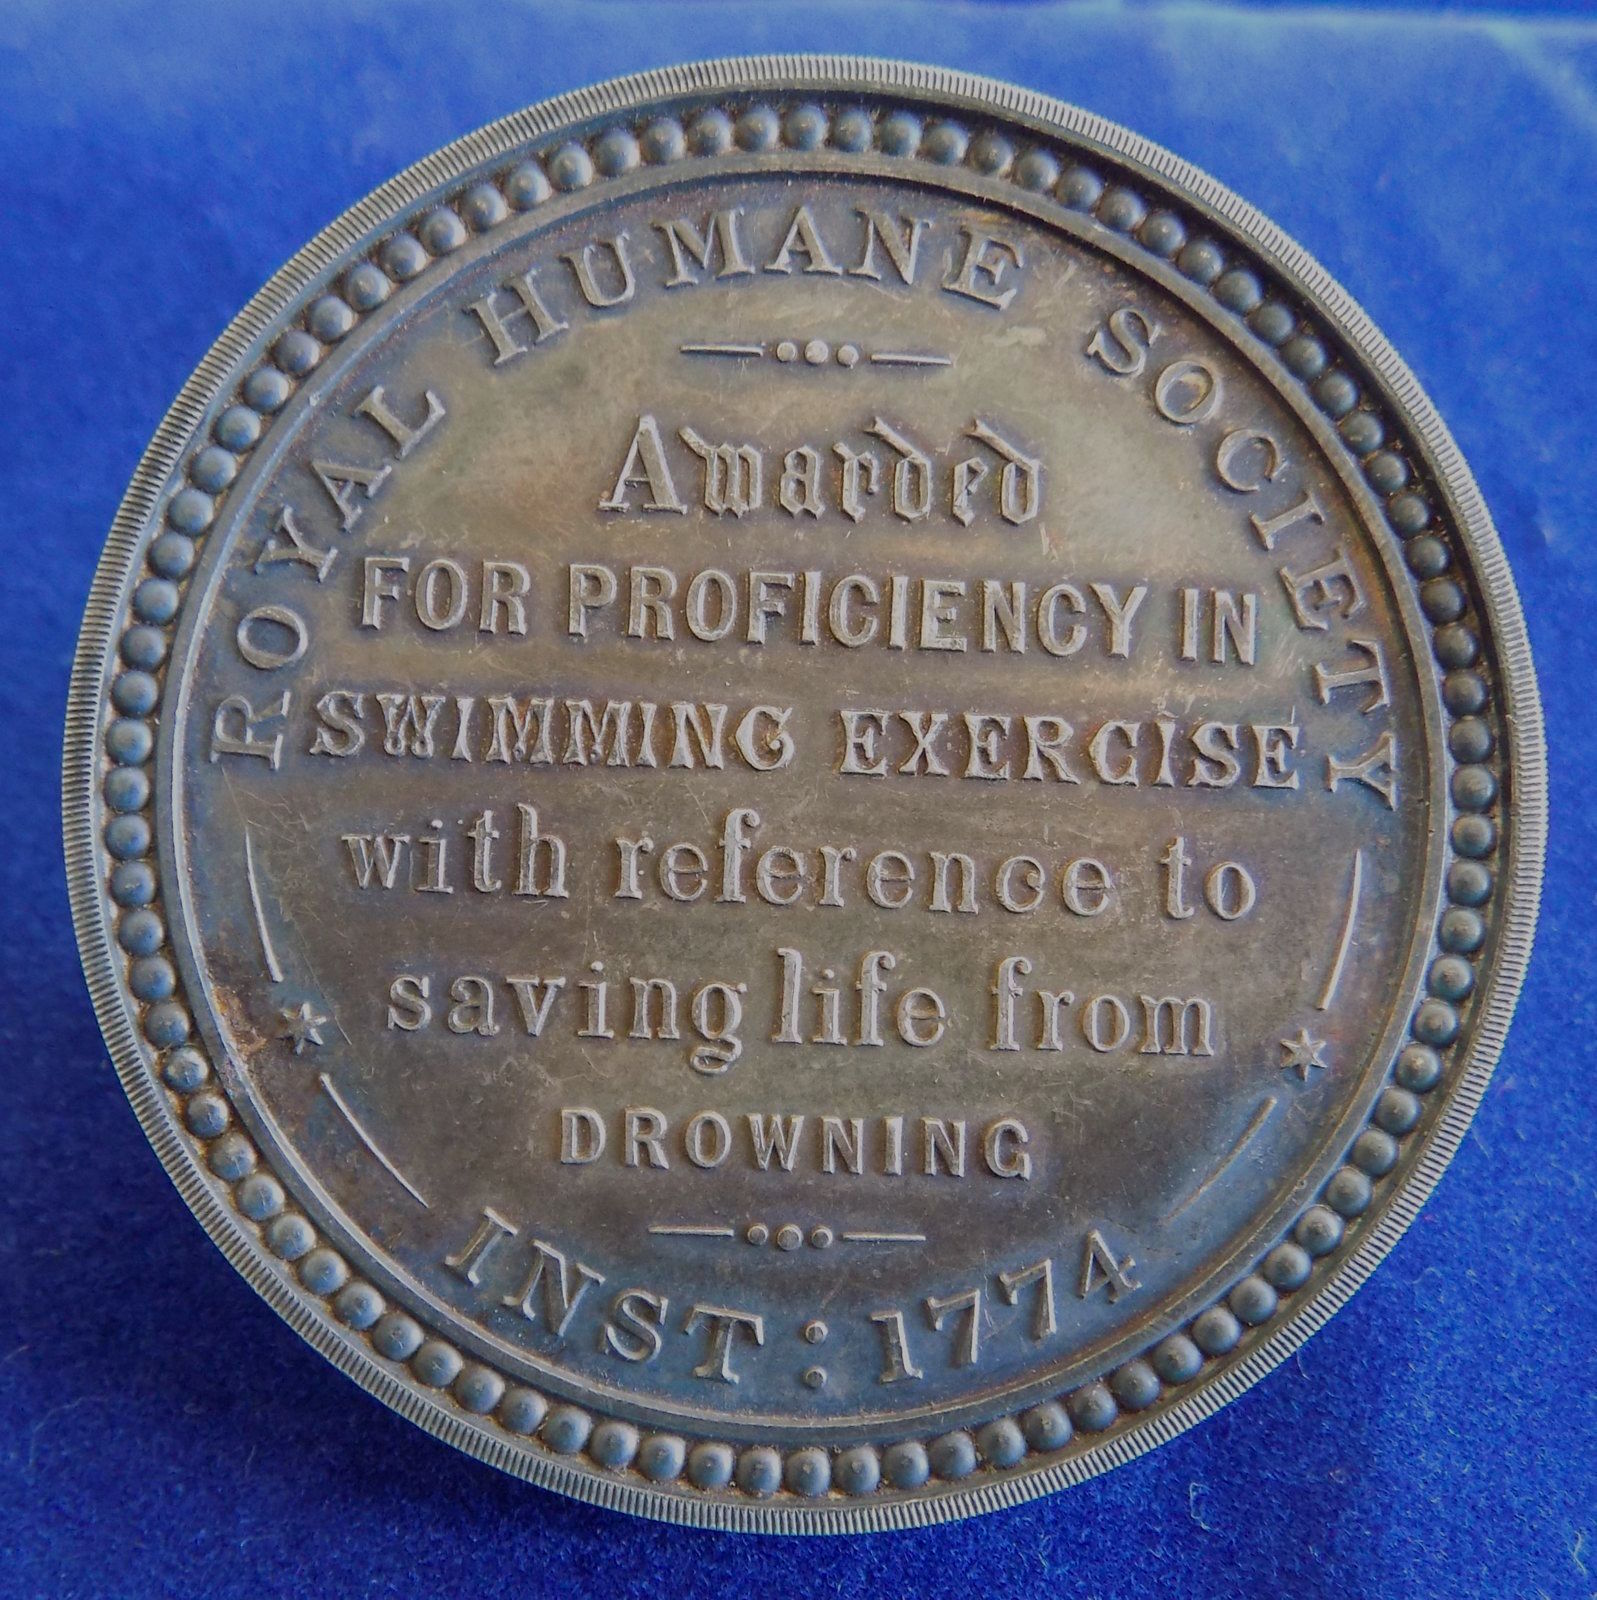 ROYAL HUMANE SOCIETY
Awarded
FOR PROFICIENCY IN
SWIMMING EXERCISE
with reference to
saving life from
DROWNING
INST: 1774